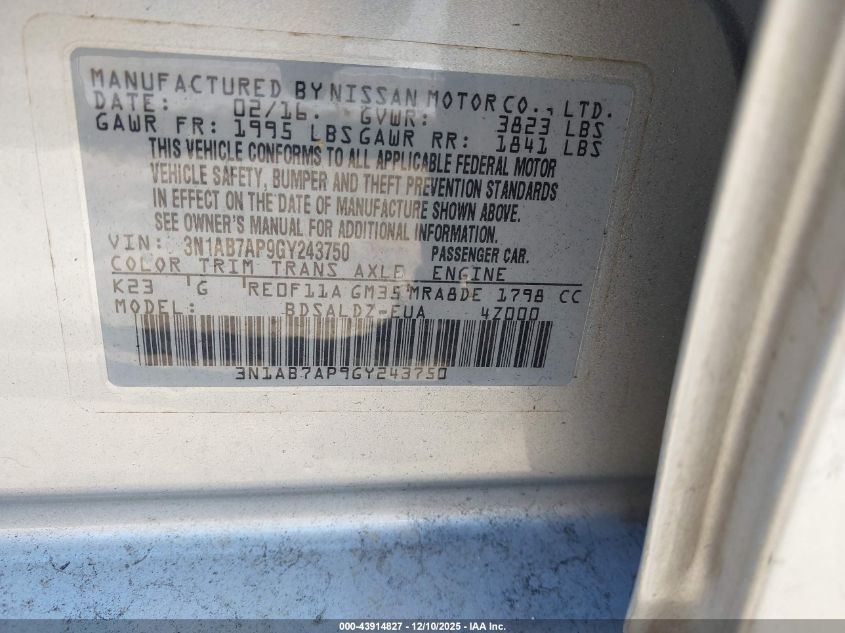 MANUFACTURED BY NISSAN MOTOR CO., LTD.
DATE: 02/16 GVWR: 3823 LBS
GAWR FR: 1995 LBS GAWR RR: 1841 LBS
THIS VEHICLE CONFORMS TO ALL APPLICABLE FEDERAL MOTOR
VEHICLE SAFETY, BUMPER AND THEFT PREVENTION STANDARDS
IN EFFECT ON THE DATE OF MANUFACTURE SHOWN ABOVE.
SEE OWNER'S MANUAL FOR ADDITIONAL INFORMATION.
VIN: 3N1AB7AP9GY243750 PASSENGER CAR.
COLOR TRIM TRANS AXLE ENGINE
K23 G RE0F11A GM35 MRA8DE 1798 CC
MODEL: BDSALDZ-EUA 4Z000
3N1AB7AP9GY243750
000-43914827 - 12/10/2025 - IAA Inc.